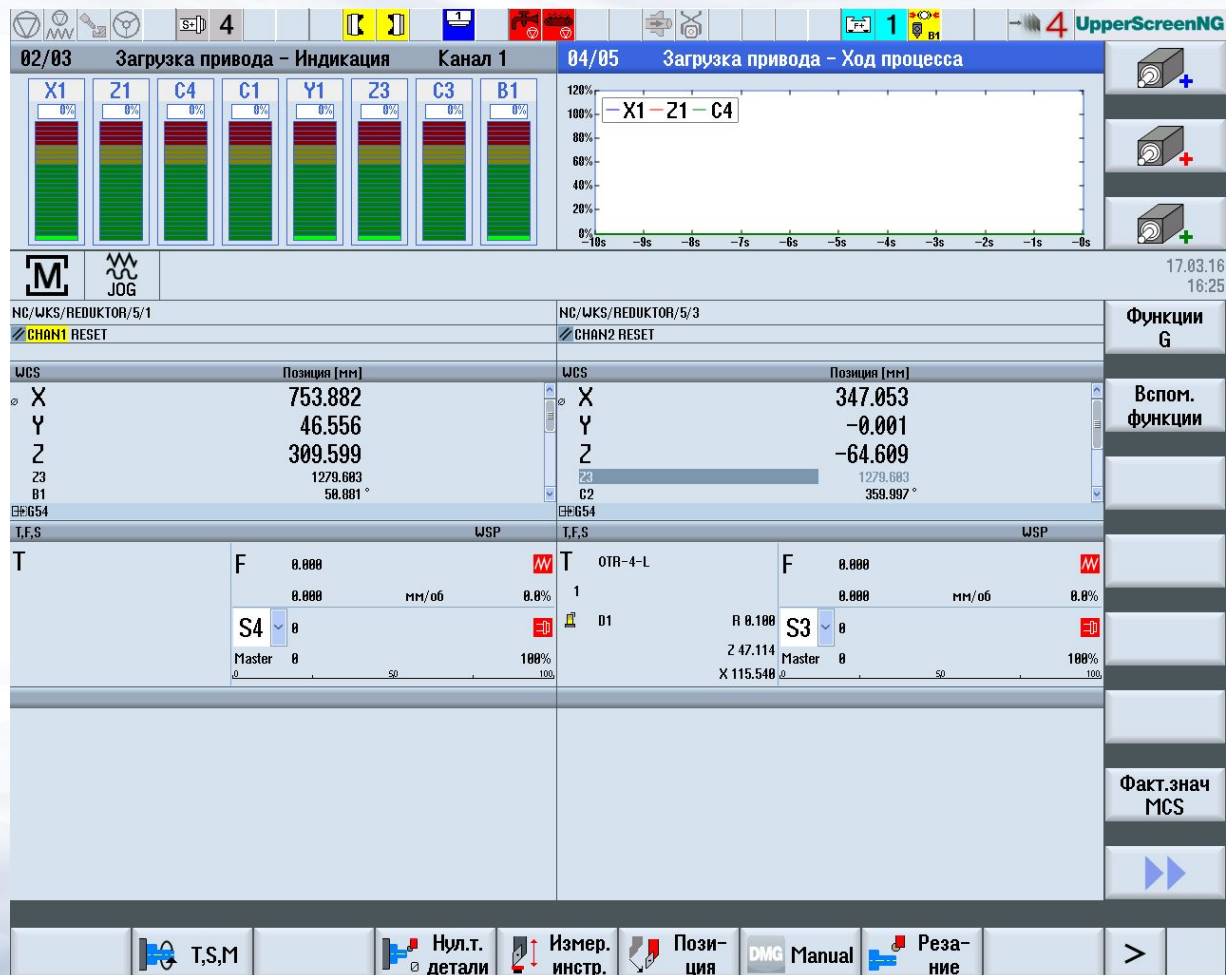 S+ 4 1 F+ 1 B1 4 UpperScreenNG
02/03 Загрузка привода – Индикация Канал 1
X1 Z1 C4 C1 Y1 Z3 C3 B1
0% 0% 0% 0% 0% 0% 0% 0%
04/05 Загрузка привода – Ход процесса
120%
100%
80%
60%
40%
20%
0%
X1 Z1 C4
-10s -9s -8s -7s -6s -5s -4s -3s -2s -1s -0s
M
JOG
17.03.16
16:25
NC/WKS/REDUKTOR/5/1
CHAN1 RESET
WCS Позиция [мм]
X 753.882
Y 46.556
Z 309.599
Z3 1279.603
B1 50.881 °
G54
T,F,S WSP
T
F 0.000
0.000 мм/об 0.0%
S4 0
Master 0 100%
0 50 100
NC/WKS/REDUKTOR/5/3
CHAN2 RESET
WCS Позиция [мм]
X 347.053
Y -0.001
Z -64.609
Z3 1279.603
C2 359.997 °
G54
T,F,S WSP
T OTR-4-L
1
D1 R 0.100
Z 47.114
X 115.540
F 0.000
0.000 мм/об 0.0%
S3 0
Master 0 100%
0 50 100
Функции
G
Вспом.
функции
Факт.знач
MCS
T,S,M
Нул.т.
детали
Измер.
инстр.
Пози-
ция
DMG Manual
Реза-
ние
>